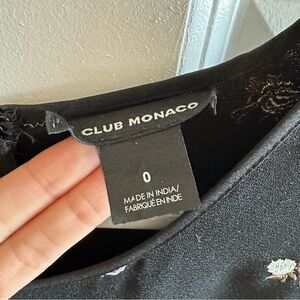 CLUB MONACO
0
MADE IN INDIA/
FABRIQUÉ EN INDE